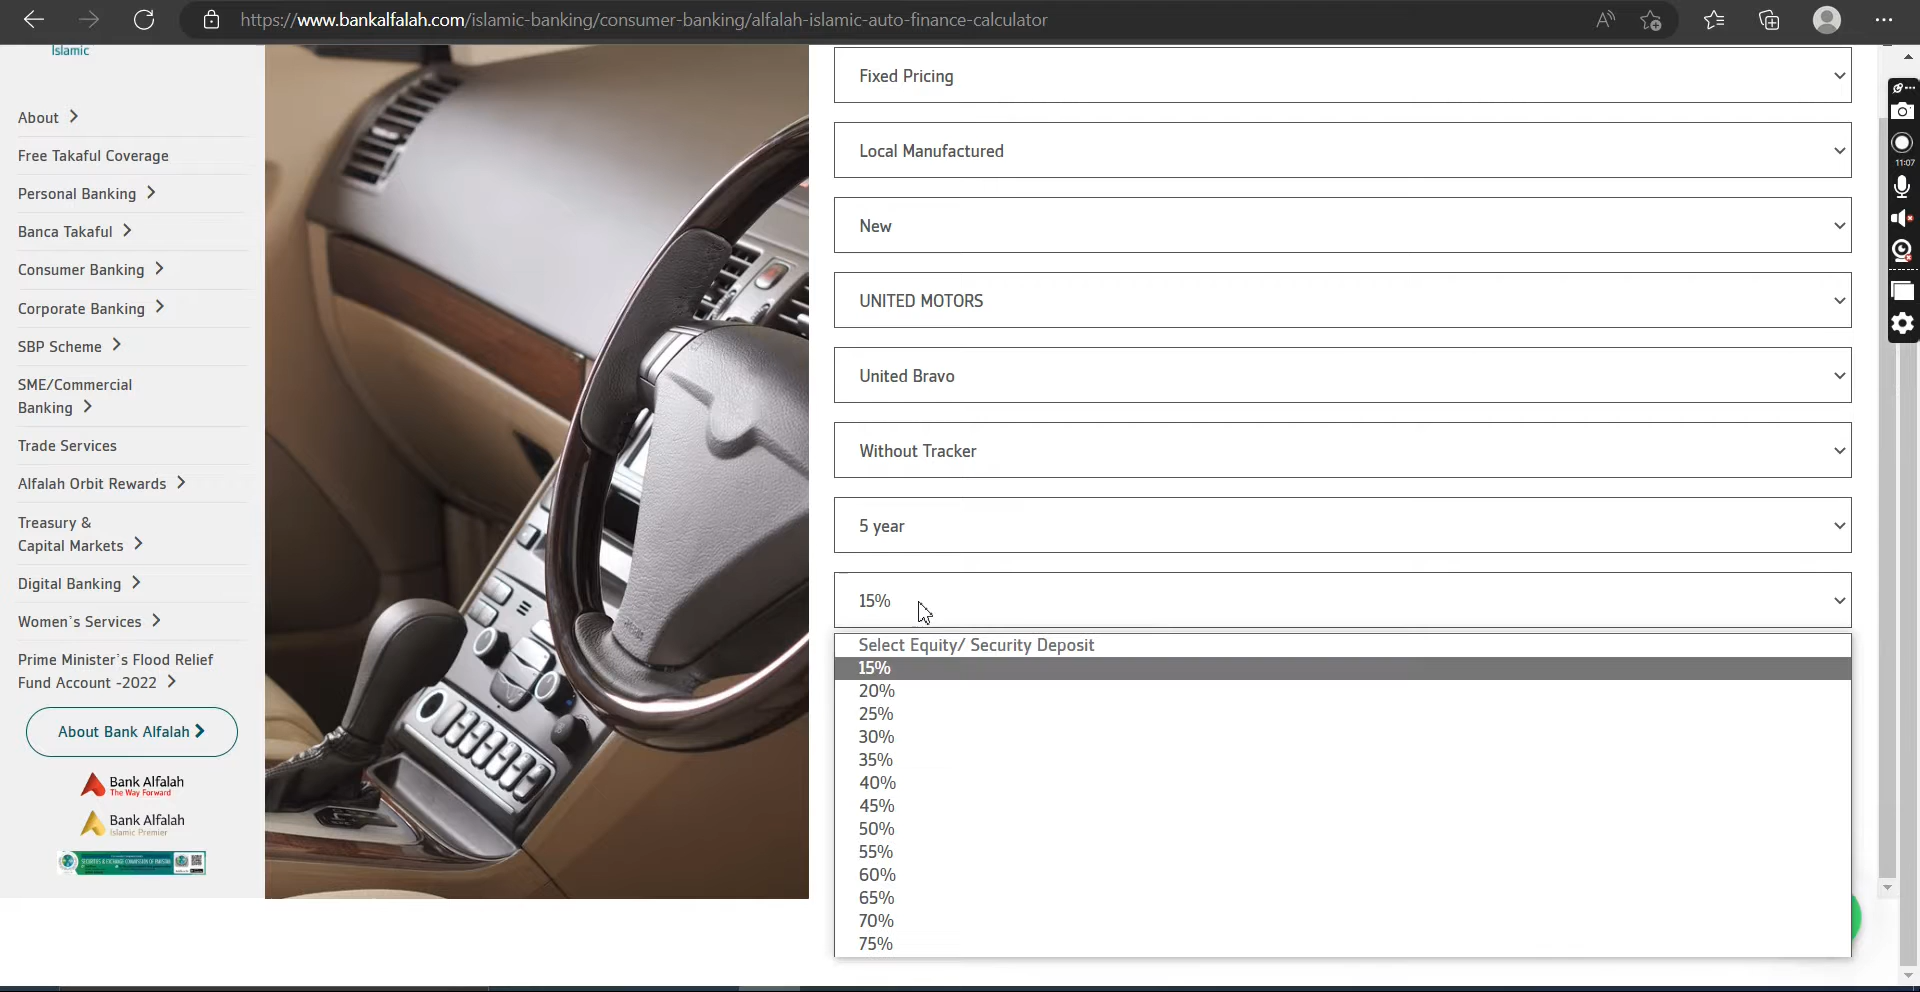 https://www.bankalfalah.com/islamic-banking/consumer-banking/alfalah-islamic-auto-finance-calculator
Islamic
About
Free Takaful Coverage
Personal Banking
Banca Takaful
Consumer Banking
Corporate Banking
SBP Scheme
SME/Commercial
Banking
Trade Services
Alfalah Orbit Rewards
Treasury &
Capital Markets
Digital Banking
Women's Services
Prime Minister's Flood Relief
Fund Account -2022
About Bank Alfalah
Bank Alfalah
The Way Forward
Bank Alfalah
Islamic Premier
Fixed Pricing
Local Manufactured
New
UNITED MOTORS
United Bravo
Without Tracker
5 year
15%
Select Equity/ Security Deposit
15%
20%
25%
30%
35%
40%
45%
50%
55%
60%
65%
70%
75%
11:07